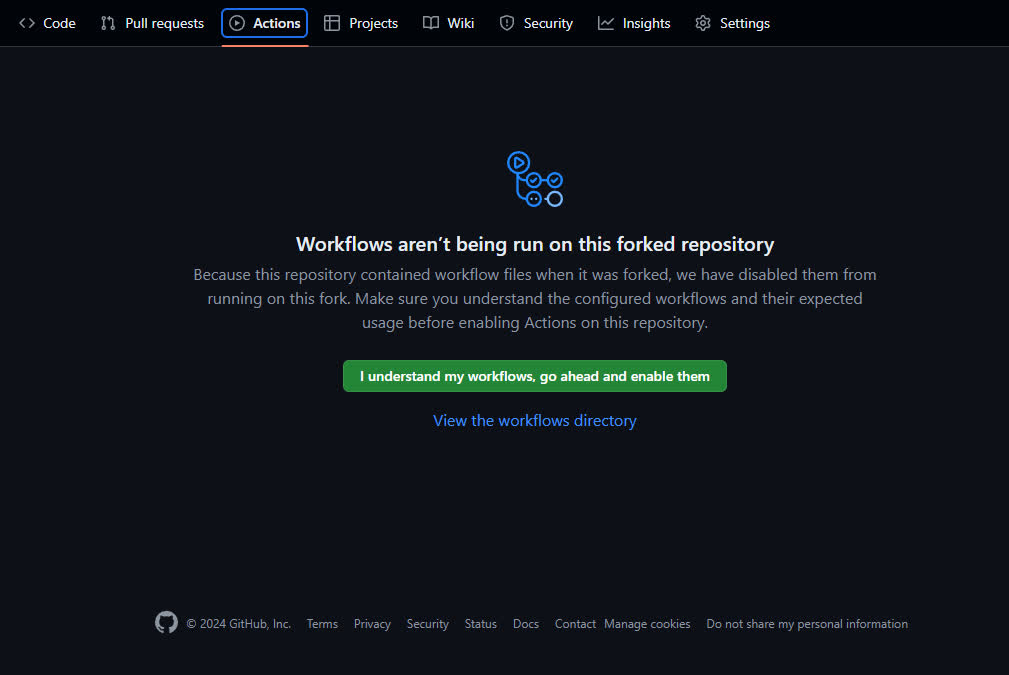 Code Pull requests Actions Projects Wiki Security Insights Settings
Workflows aren’t being run on this forked repository
Because this repository contained workflow files when it was forked, we have disabled them from
running on this fork. Make sure you understand the configured workflows and their expected
usage before enabling Actions on this repository.
I understand my workflows, go ahead and enable them
View the workflows directory
© 2024 GitHub, Inc. Terms Privacy Security Status Docs Contact Manage cookies Do not share my personal information